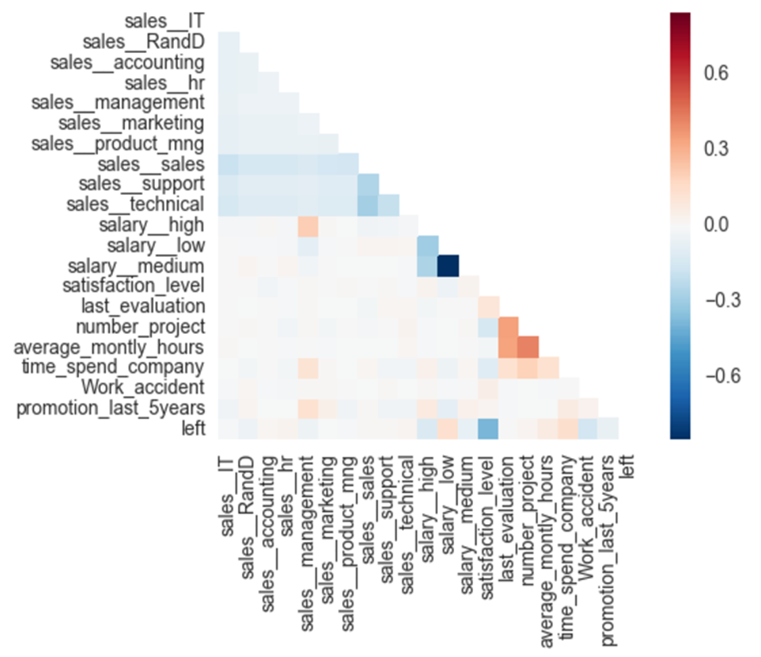 sales__IT
sales__RandD
sales__accounting
sales__hr
sales__management
sales__marketing
sales__product_mng
sales__sales
sales__support
sales__technical
salary__high
salary__low
salary__medium
satisfaction_level
last_evaluation
number_project
average_montly_hours
time_spend_company
Work_accident
promotion_last_5years
left
0.6
0.3
0.0
−0.3
−0.6
sales__IT
sales__RandD
sales__accounting
sales__hr
sales__management
sales__marketing
sales__product_mng
sales__sales
sales__support
sales__technical
salary__high
salary__low
salary__medium
satisfaction_level
last_evaluation
number_project
average_montly_hours
time_spend_company
Work_accident
promotion_last_5years
left